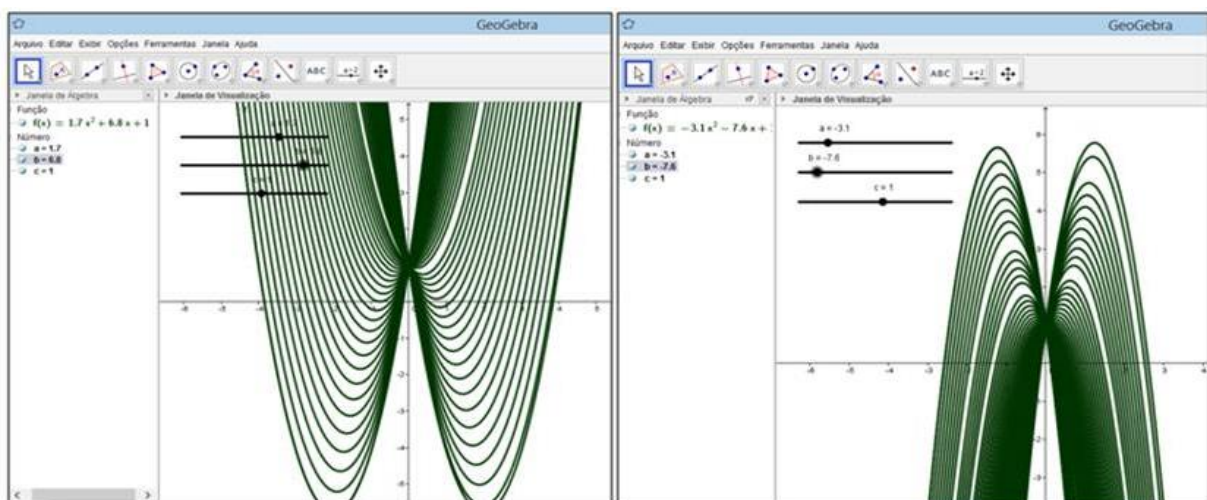 GeoGebra
Arquivo Editar Exibir Opções Ferramentas Janela Ajuda
ABC
a=2
Janela de Álgebra
Janela de Visualização
Função
f(x) = 1.7 x² + 6.8 x + 1
Número
a = 1.7
b = 6.8
c = 1
GeoGebra
Arquivo Editar Exibir Opções Ferramentas Janela Ajuda
ABC
a=2
Janela de Álgebra
Janela de Visualização
Função
f(x) = −3.1 x² − 7.6 x +
Número
a = -3.1
b = -7.6
c = 1
a = -3.1
b = -7.6
c = 1